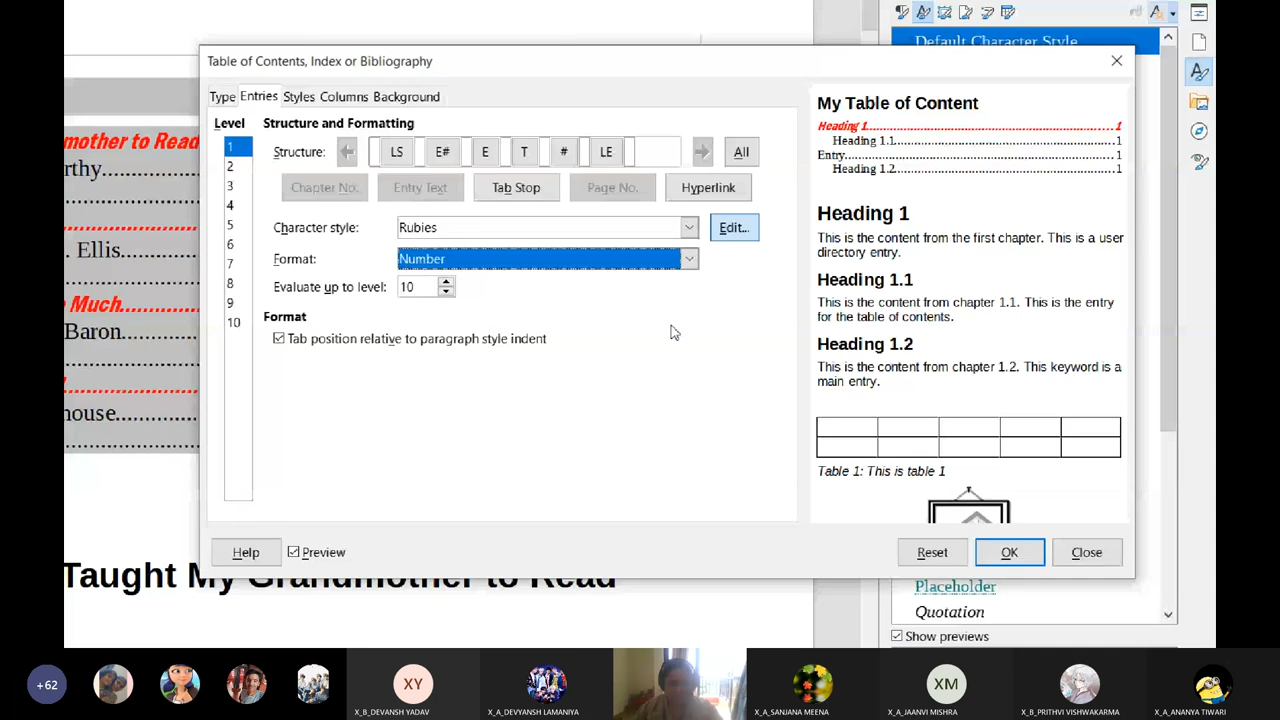 Default Character Style
Table of Contents, Index or Bibliography
Type Entries Styles Columns Background
Level
1
2
3
4
5
6
7
8
9
10
Structure and Formatting
Structure: LS E# E T # LE All
Chapter No. Entry Text Tab Stop Page No. Hyperlink
Character style: Rubies Edit...
Format: Number
Evaluate up to level: 10
Format
Tab position relative to paragraph style indent
Help Preview Reset OK Close
My Table of Content
Heading 1 1
Heading 1.1 1
Entry 1
Heading 1.2 1
Heading 1
This is the content from the first chapter. This is a user
directory entry.
Heading 1.1
This is the content from chapter 1.1. This is the entry
for the table of contents.
Heading 1.2
This is the content from chapter 1.2. This keyword is a
main entry.
Table 1: This is table 1
mother to Read
rthy
. Ellis
o Much
Baron
house
Taught My Grandmother to Read
Placeholder
Quotation
Show previews
+62
XY
XM
X_B_DEVANSH YADAV
X_A_DEVYANSH LAMANIYA
X_A_SANJANA MEENA
X_A_JAANVI MISHRA
X_B_PRITHVI VISHWAKARMA
X_A_ANANYA TIWARI